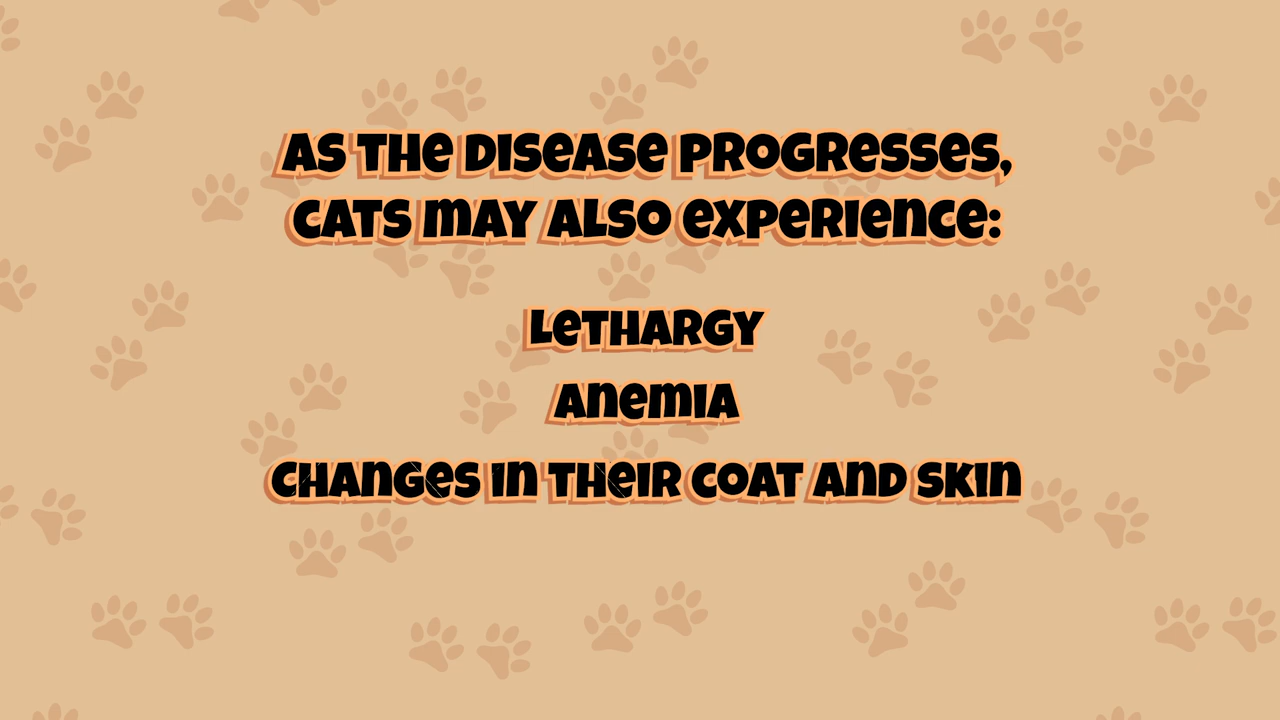 As the disease progresses,
cats may also experience:
Lethargy
Anemia
Changes in their coat and skin